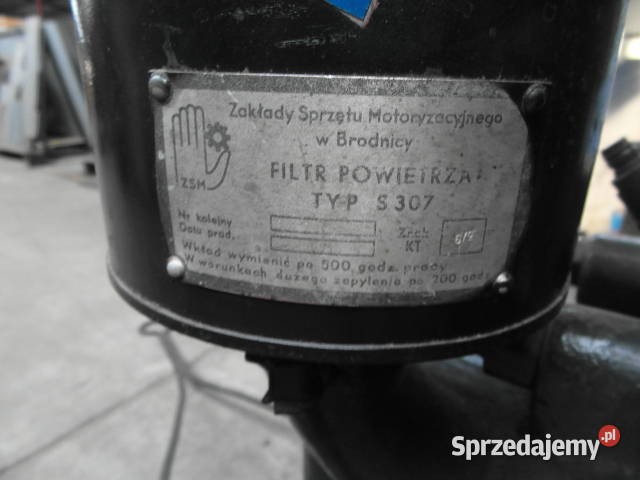 Zakłady Sprzętu Motoryzacyjnego
w Brodnicy
ZSM
FILTR POWIETRZA
TYP S 307
Nr kolejny
Data prod.
Znak
KT
Wkład wymienić po 500 godz. pracy
W warunkach dużego zapylenia po 200 godz.
Sprzedajemy.pl